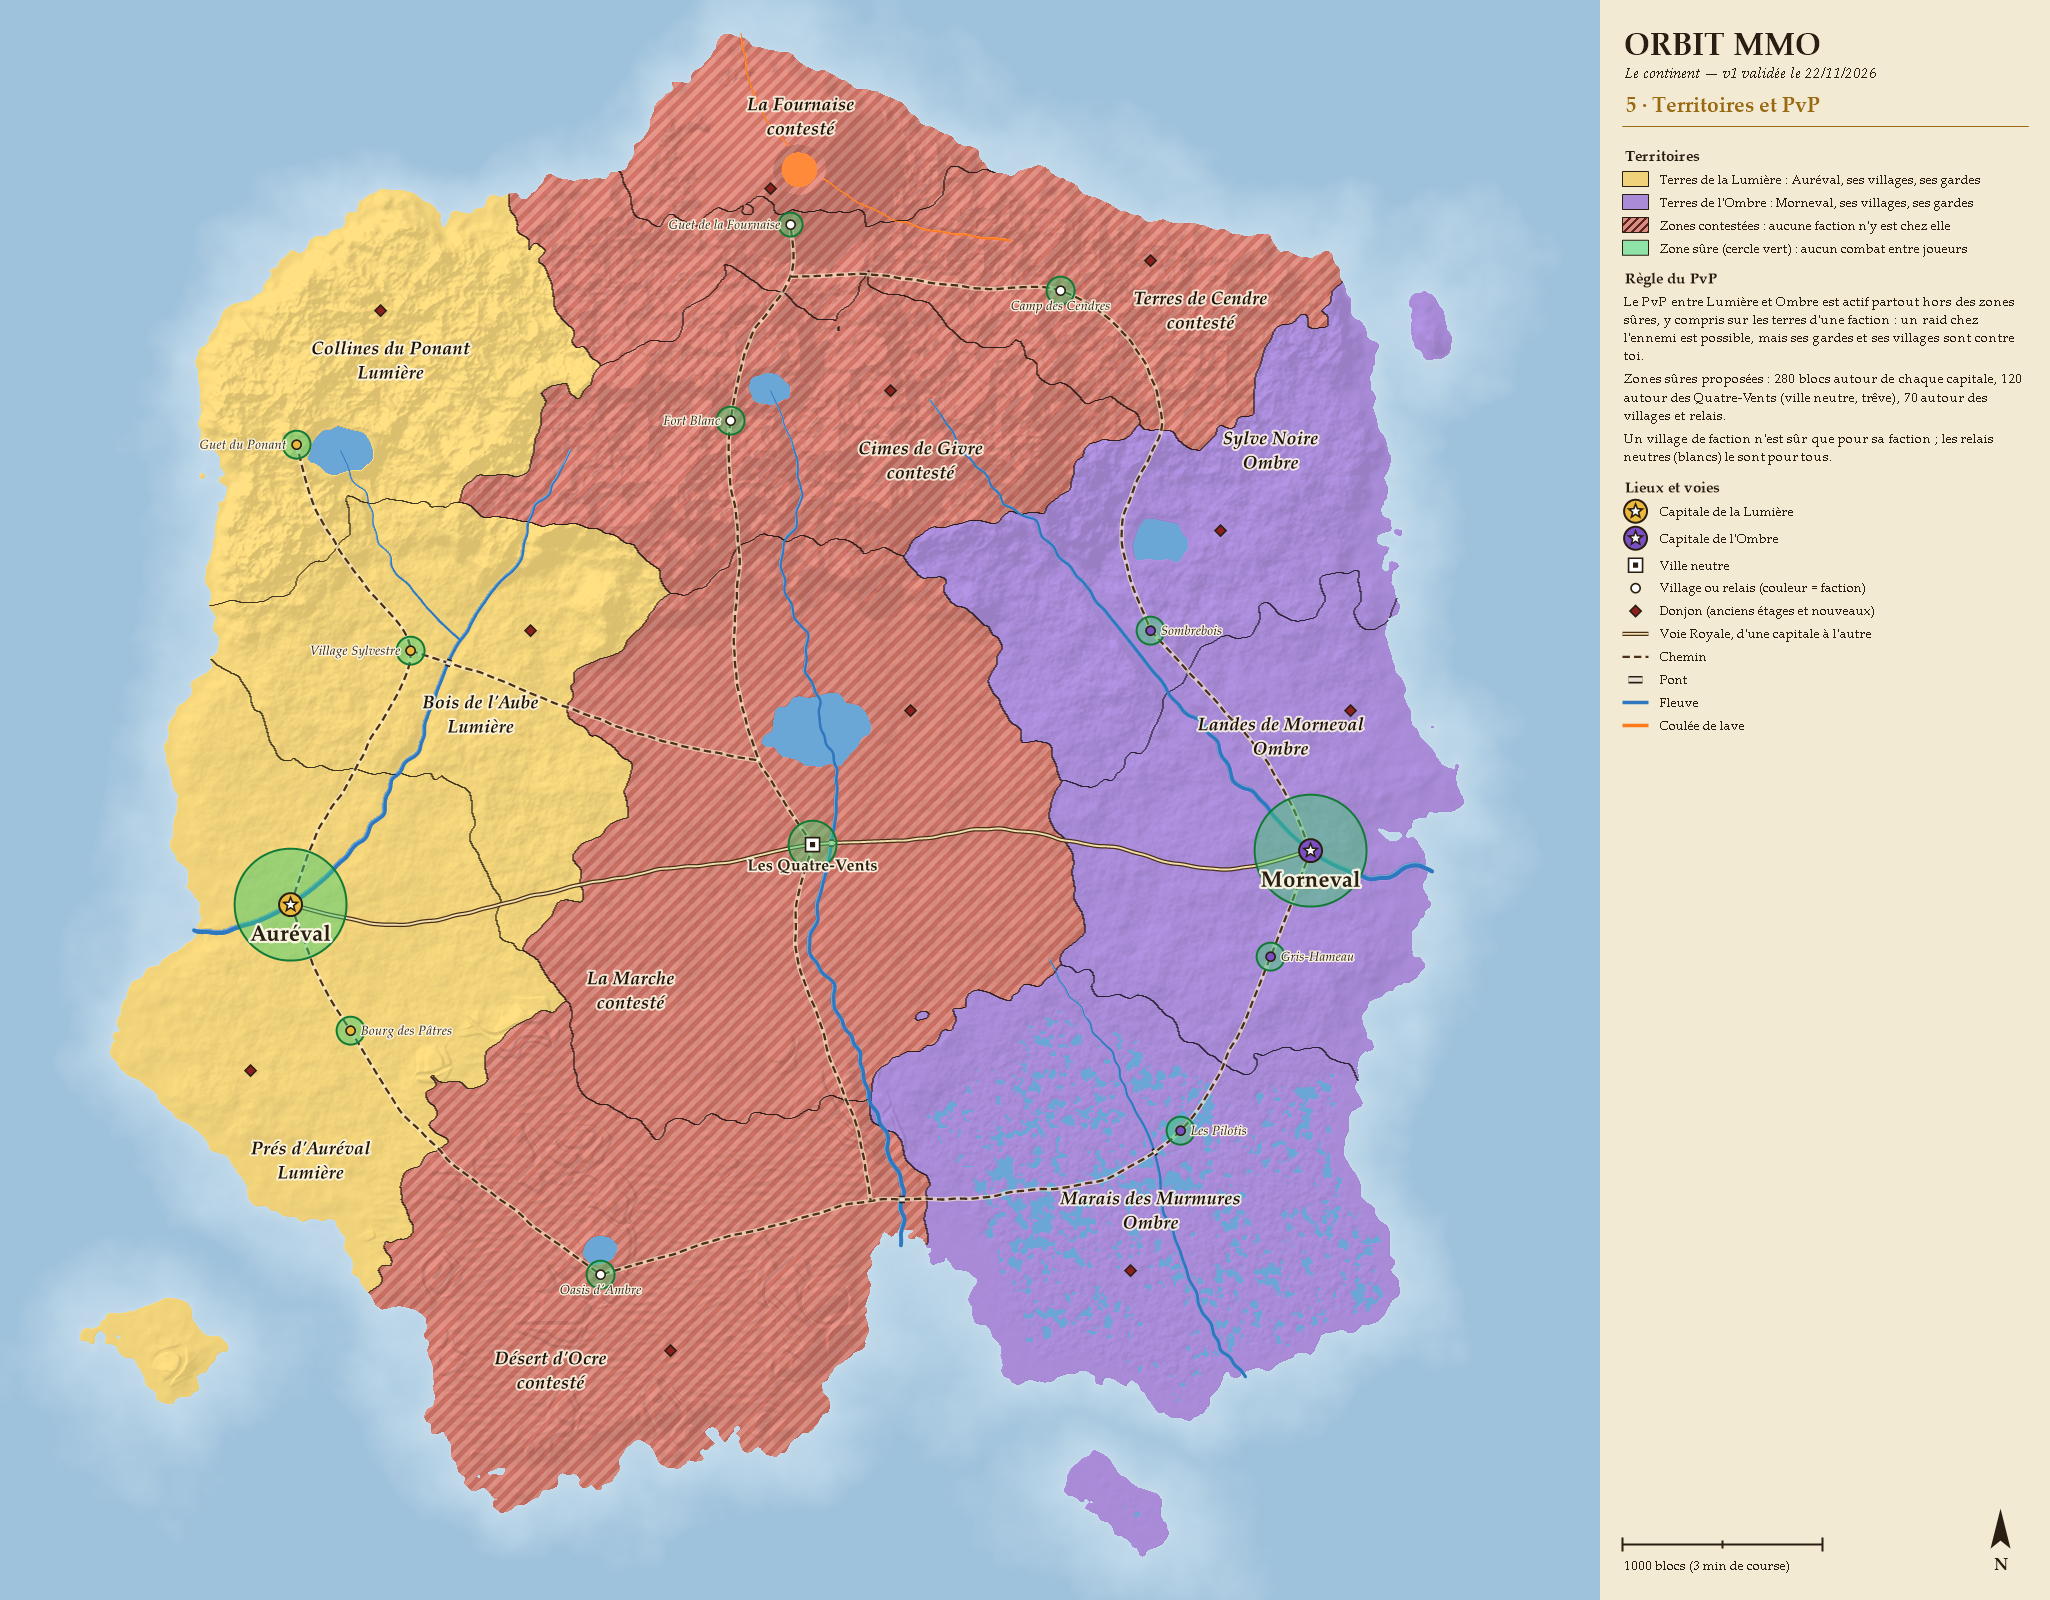 La Fournaise
contesté
Guet de la Fournaise
Camp des Cendres
Terres de Cendre
contesté
Collines du Ponant
Lumière
Fort Blanc
Guet du Ponant
Cimes de Givre
contesté
Sylve Noire
Ombre
Sombrebois
Village Sylvestre
Bois de l'Aube
Lumière
Landes de Morneval
Ombre
Les Quatre-Vents
Morneval
Auréval
Gris-Hameau
La Marche
contesté
Bourg des Pâtres
Les Pilotis
Prés d'Auréval
Lumière
Marais des Murmures
Ombre
Oasis d'Ambre
Désert d'Ocre
contesté
ORBIT MMO
Le continent — v1 validée le 22/11/2026
5 · Territoires et PvP
Territoires
Terres de la Lumière : Auréval, ses villages, ses gardes
Terres de l'Ombre : Morneval, ses villages, ses gardes
Zones contestées : aucune faction n'y est chez elle
Zone sûre (cercle vert) : aucun combat entre joueurs
Règle du PvP
Le PvP entre Lumière et Ombre est actif partout hors des zones
sûres, y compris sur les terres d'une faction : un raid chez
l'ennemi est possible, mais ses gardes et ses villages sont contre
toi.
Zones sûres proposées : 280 blocs autour de chaque capitale, 120
autour des Quatre-Vents (ville neutre, trêve), 70 autour des
villages et relais.
Un village de faction n'est sûr que pour sa faction ; les relais
neutres (blancs) le sont pour tous.
Lieux et voies
Capitale de la Lumière
Capitale de l'Ombre
Ville neutre
Village ou relais (couleur = faction)
Donjon (anciens étages et nouveaux)
Voie Royale, d'une capitale à l'autre
Chemin
Pont
Fleuve
Coulée de lave
1000 blocs (3 min de course)
N